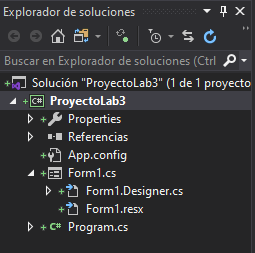 Explorador de soluciones
Buscar en Explorador de soluciones (Ctrl
Solución "ProyectoLab3" (1 de 1 proyecto
C# ProyectoLab3
Properties
Referencias
App.config
Form1.cs
Form1.Designer.cs
Form1.resx
C# Program.cs